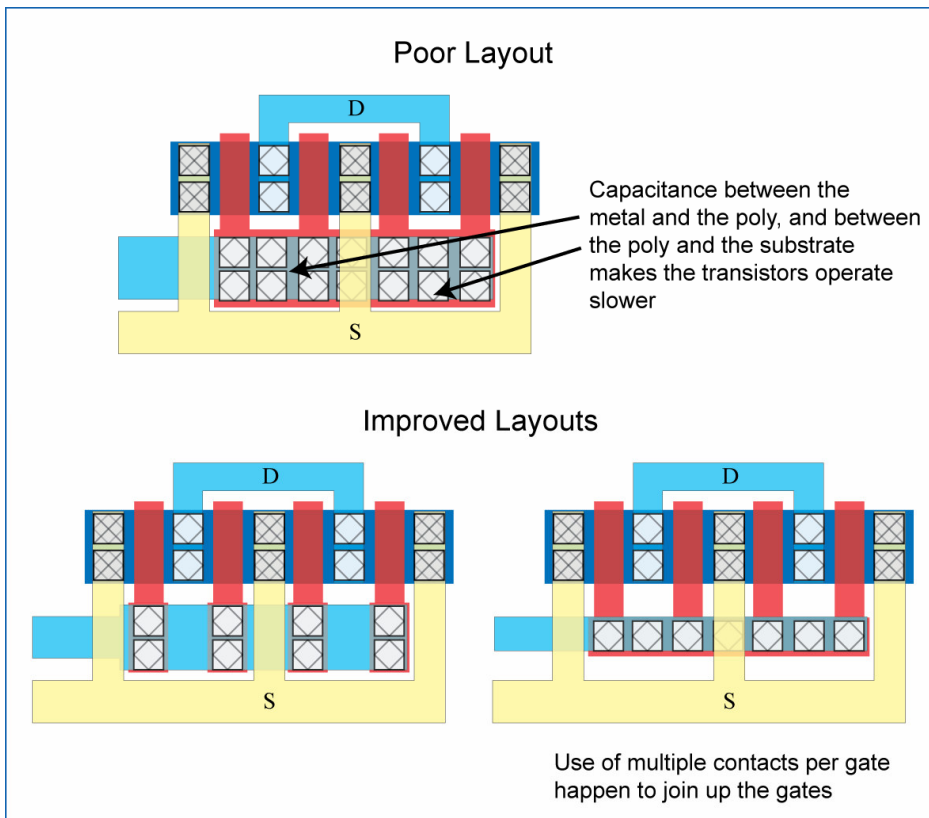 Poor Layout
D
Capacitance between the
metal and the poly, and between
the poly and the substrate
makes the transistors operate
slower
S
Improved Layouts
D
D
S
S
Use of multiple contacts per gate
happen to join up the gates